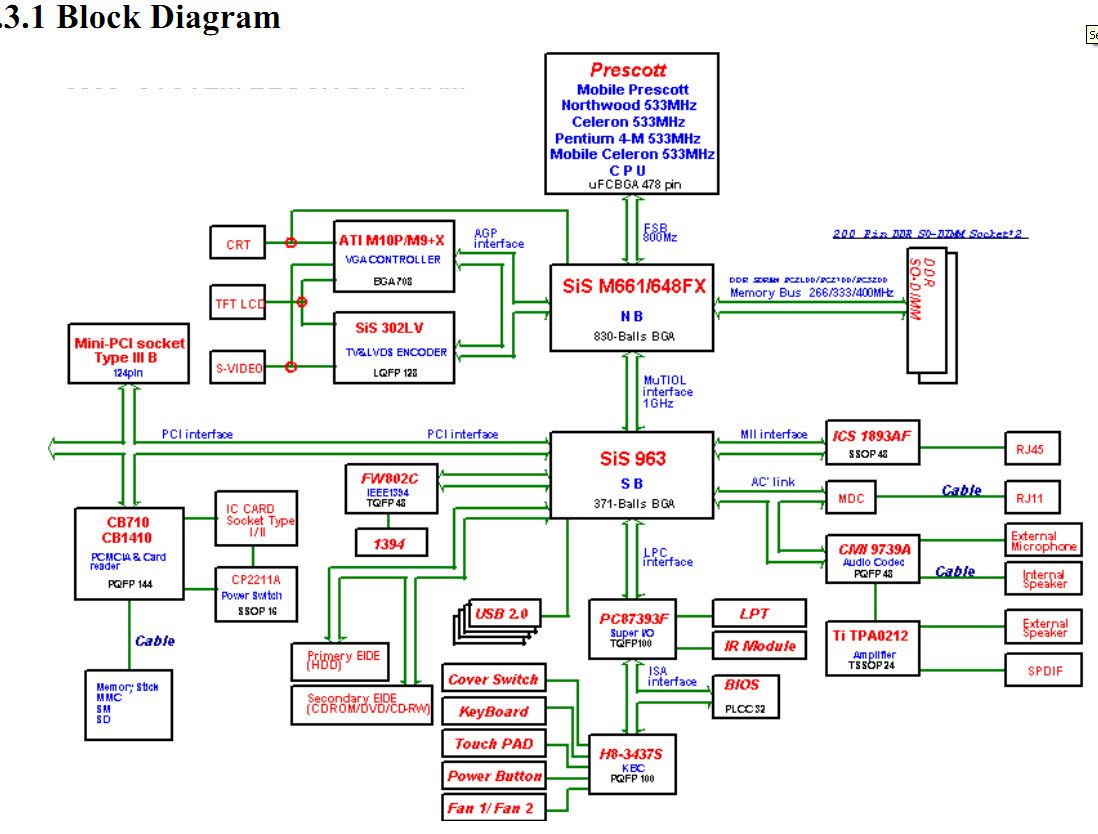 .3.1 Block Diagram
Prescott
Mobile Prescott
Northwood 533MHz
Celeron 533MHz
Pentium 4-M 533MHz
Mobile Celeron 533MHz
C P U
uFCBGA 478 pin
FSB
800Mz
CRT
TFT LCD
S-VIDEO
ATI M10P/M9+X
VGA CONTROLLER
BGA 708
AGP
interface
SiS 302LV
TV&LVDS ENCODER
LQFP 128
SiS M661/648FX
N B
830-Balls BGA
200 Pin DDR SO-DIMM Socket*2
DDR SDRAM PC2100/PC2700/PC3200
Memory Bus 266/333/400MHz
DDR
SO-DIMM
Mini-PCI socket
Type III B
124pin
MuTIOL
interface
1GHz
PCI interface
PCI interface
SiS 963
S B
371-Balls BGA
MII interface
ICS 1893AF
SSOP 48
RJ45
AC' link
MDC
Cable
RJ11
FW802C
IEEE1394
TQFP 48
1394
CB710
CB1410
PCMCIA & Card
reader
PQFP 144
IC CARD
Socket Type
I/II
CP2211A
Power Switch
SSOP 16
Cable
Memory Stick
MMC
SM
SD
LPC
interface
CMI 9739A
Audio Codec
PQFP 48
External
Microphone
Cable
Internal
Speaker
Ti TPA0212
Amplifier
TSSOP 24
External
Speaker
SPDIF
USB 2.0
PC87393F
Super I/O
TQFP100
LPT
IR Module
Primary EIDE
(HDD)
Secondary EIDE
(CDROM/DVD/CD-RW)
ISA
interface
BIOS
PLCC 32
Cover Switch
KeyBoard
Touch PAD
Power Button
Fan 1/ Fan 2
H8-3437S
KBC
PQFP 100